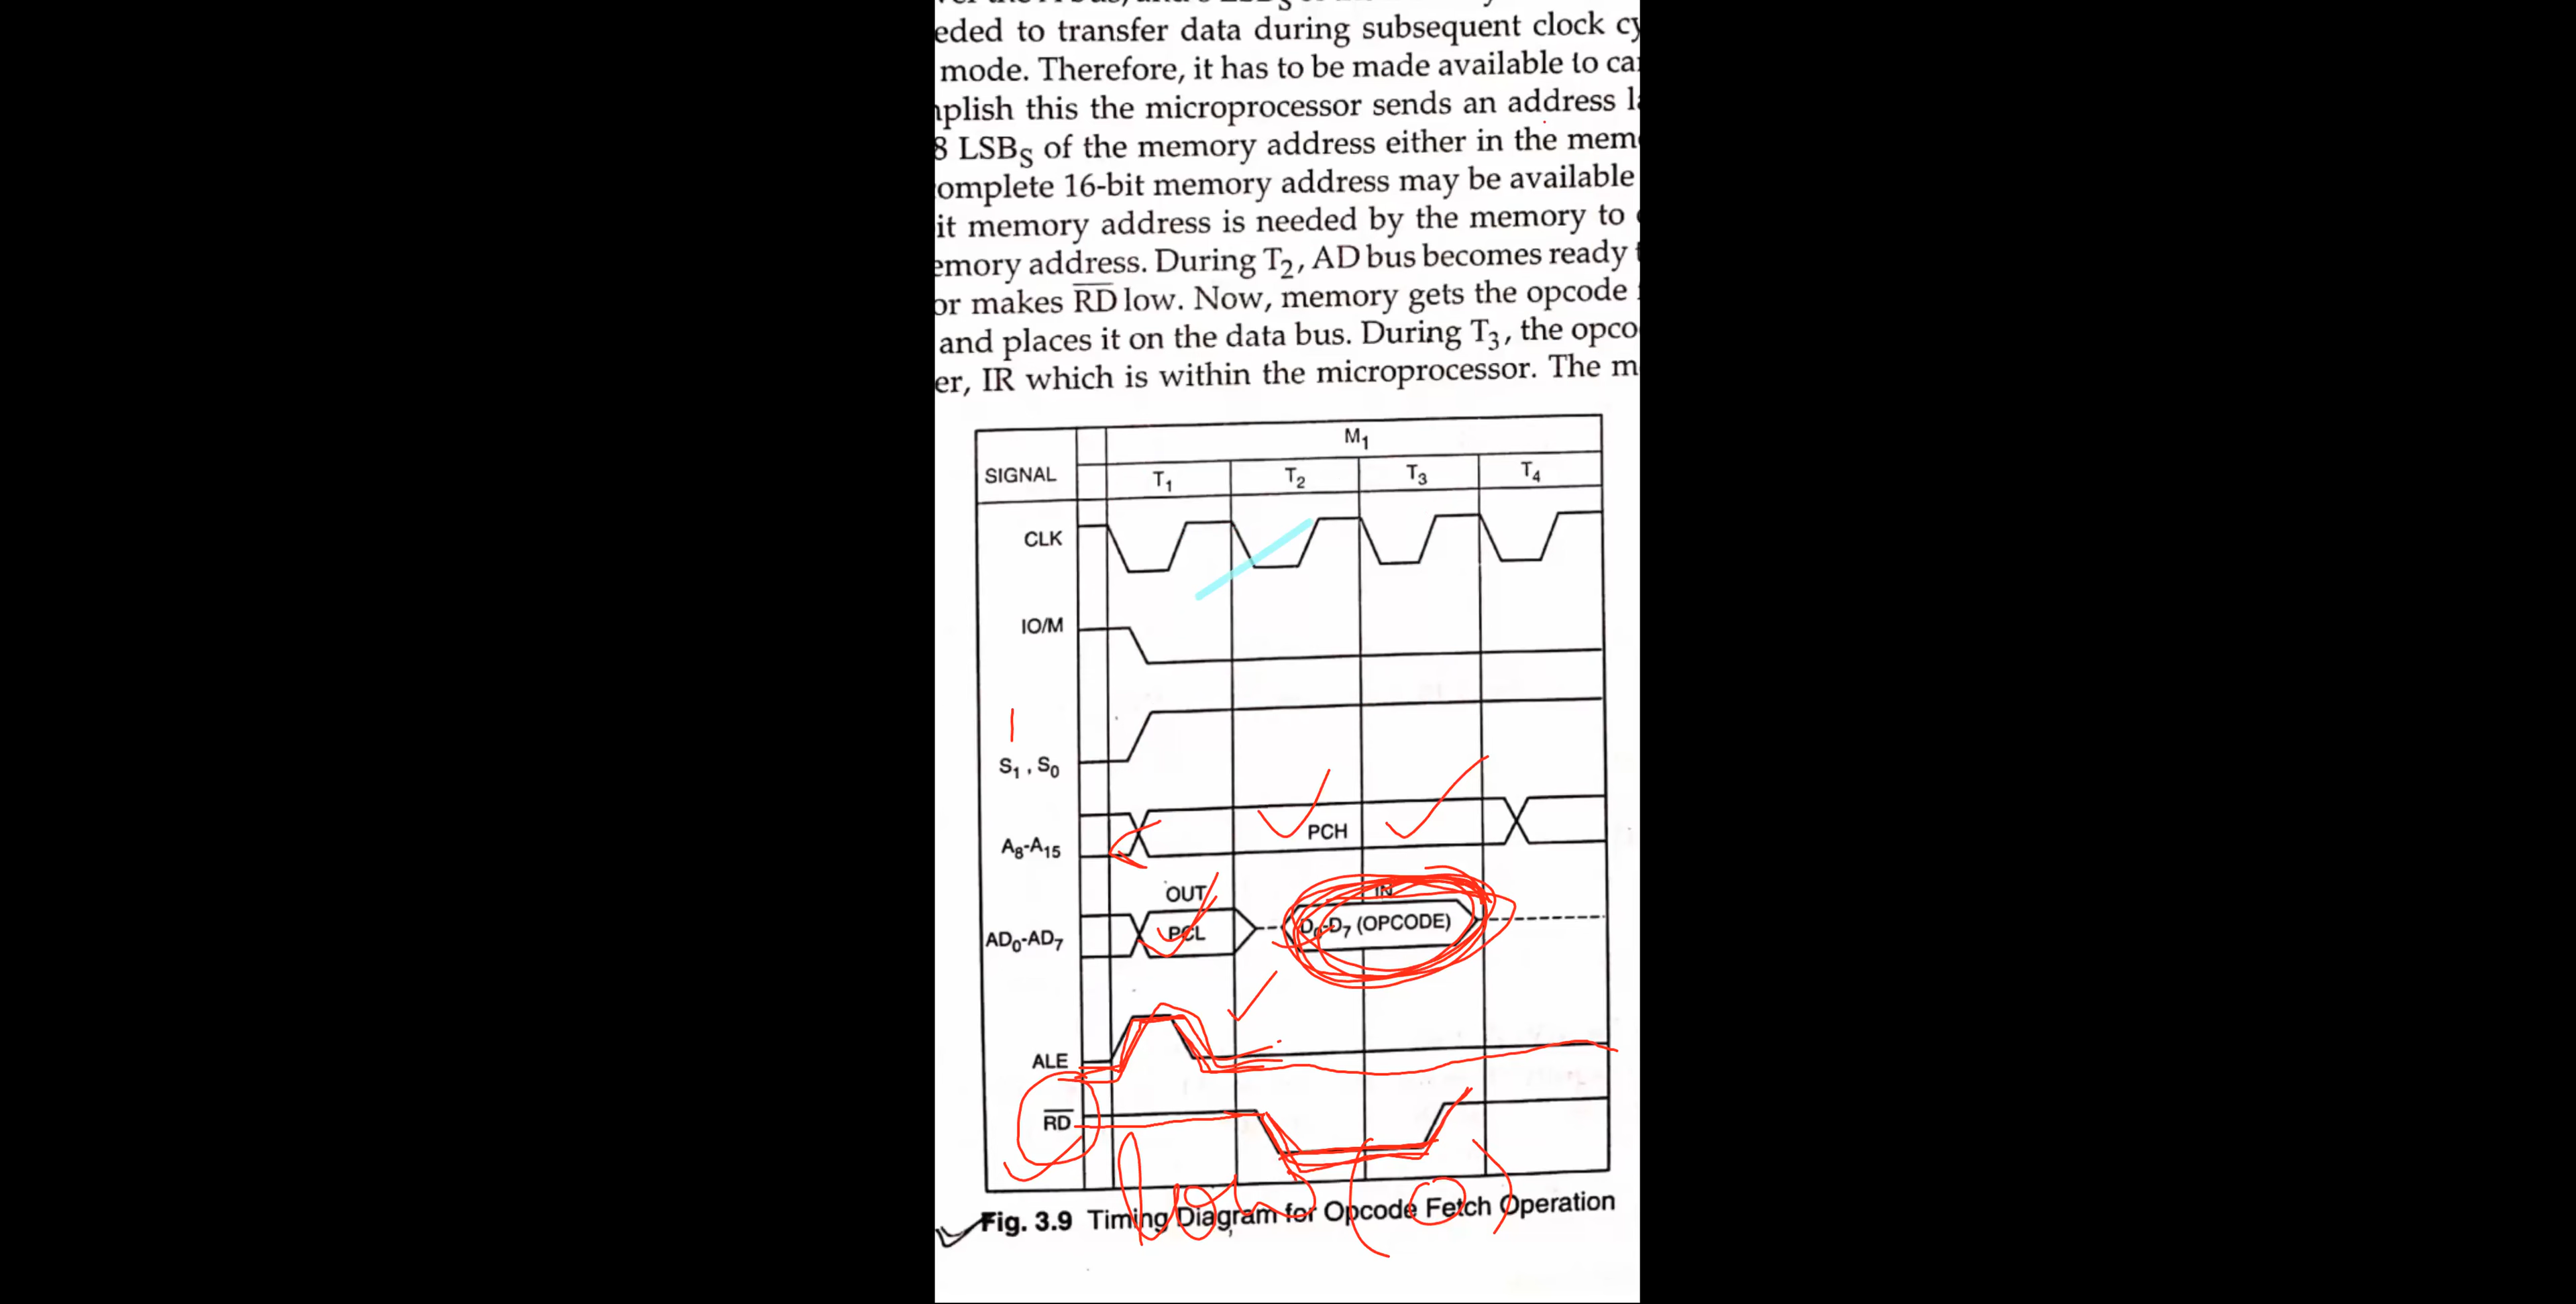 eded to transfer data during subsequent clock cy
mode. Therefore, it has to be made available to
plish this the microprocessor sends an address
8 LSBS of the memory address either in the mem
omplete 16-bit memory address may be available
it memory address is needed by the memory to
emory address. During T2, AD bus becomes ready
or makes RD low. Now, memory gets the opcode
and places it on the data bus. During T3, the opco
er, IR which is within the microprocessor. The m
M1
SIGNAL T1 T2 T3 T4
CLK
IO/M
1
S1, S0
A8-A15 PCH
OUT IN
AD0-AD7 PCL D0-D7 (OPCODE)
ALE
RD
low (0)
Fig. 3.9 Timing Diagram for Opcode Fetch Operation